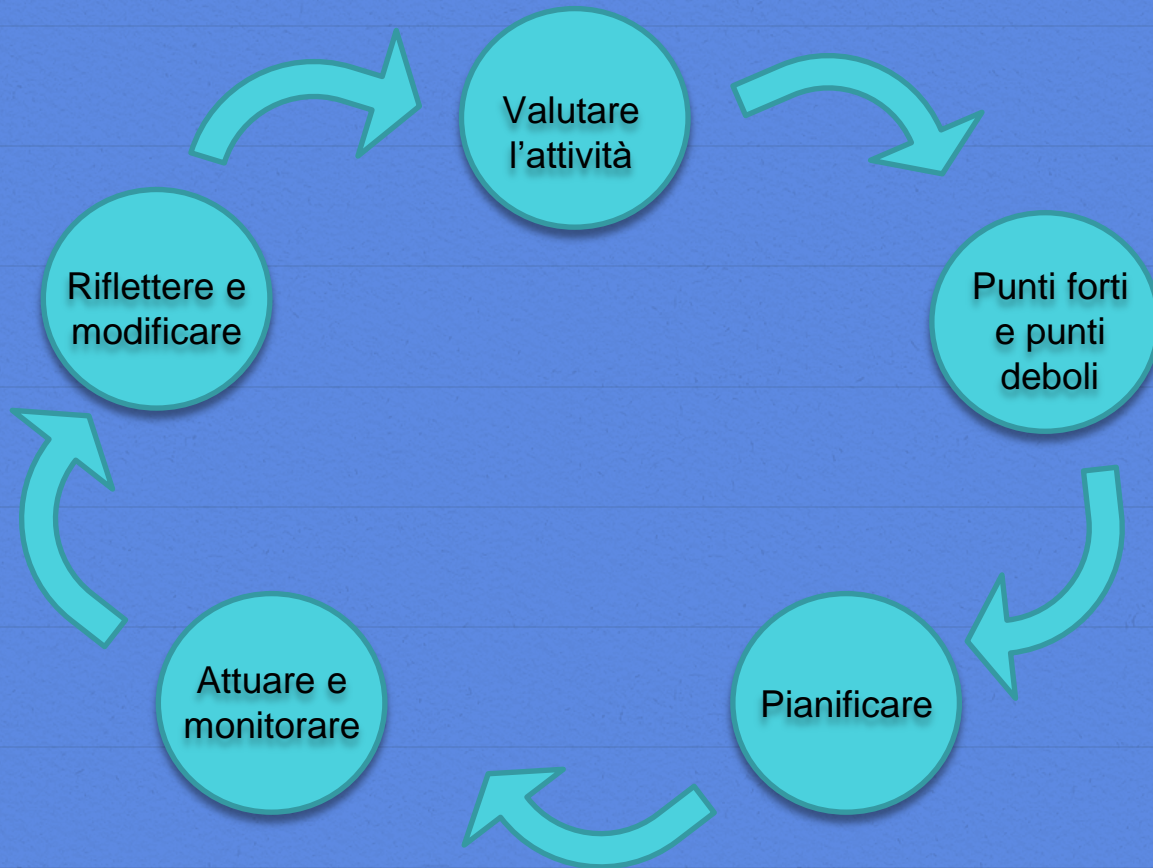 Valutare
l’attività
Punti forti
e punti
deboli
Pianificare
Attuare e
monitorare
Riflettere e
modificare